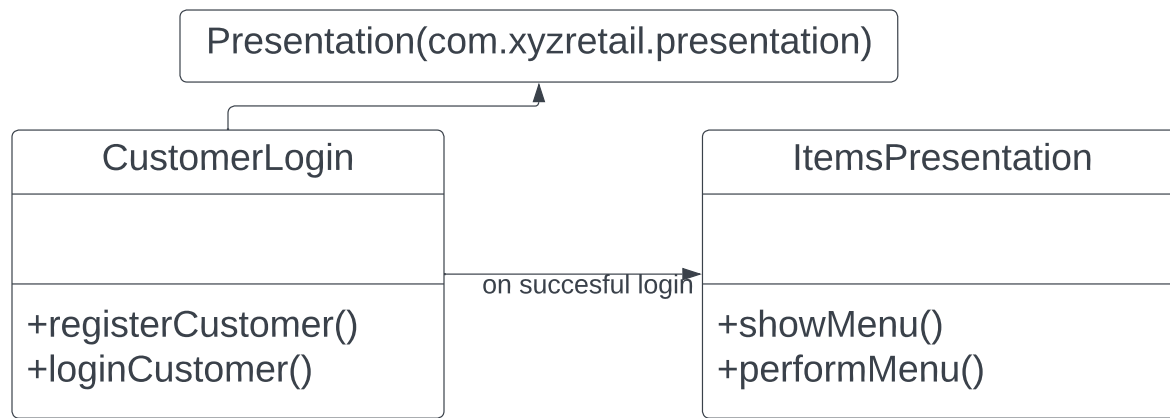 Presentation(com.xyzretail.presentation)
CustomerLogin
+registerCustomer()
+loginCustomer()
on succesful login
ItemsPresentation
+showMenu()
+performMenu()